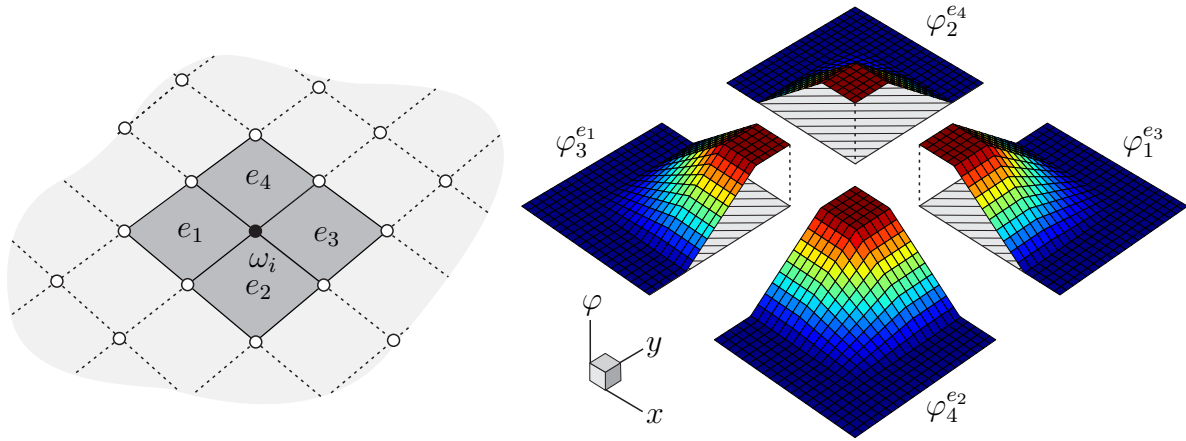 e_4
e_1
e_3
ω_i
e_2
φ_2^{e_4}
φ_3^{e_1}
φ_1^{e_3}
φ
y
x
φ_4^{e_2}